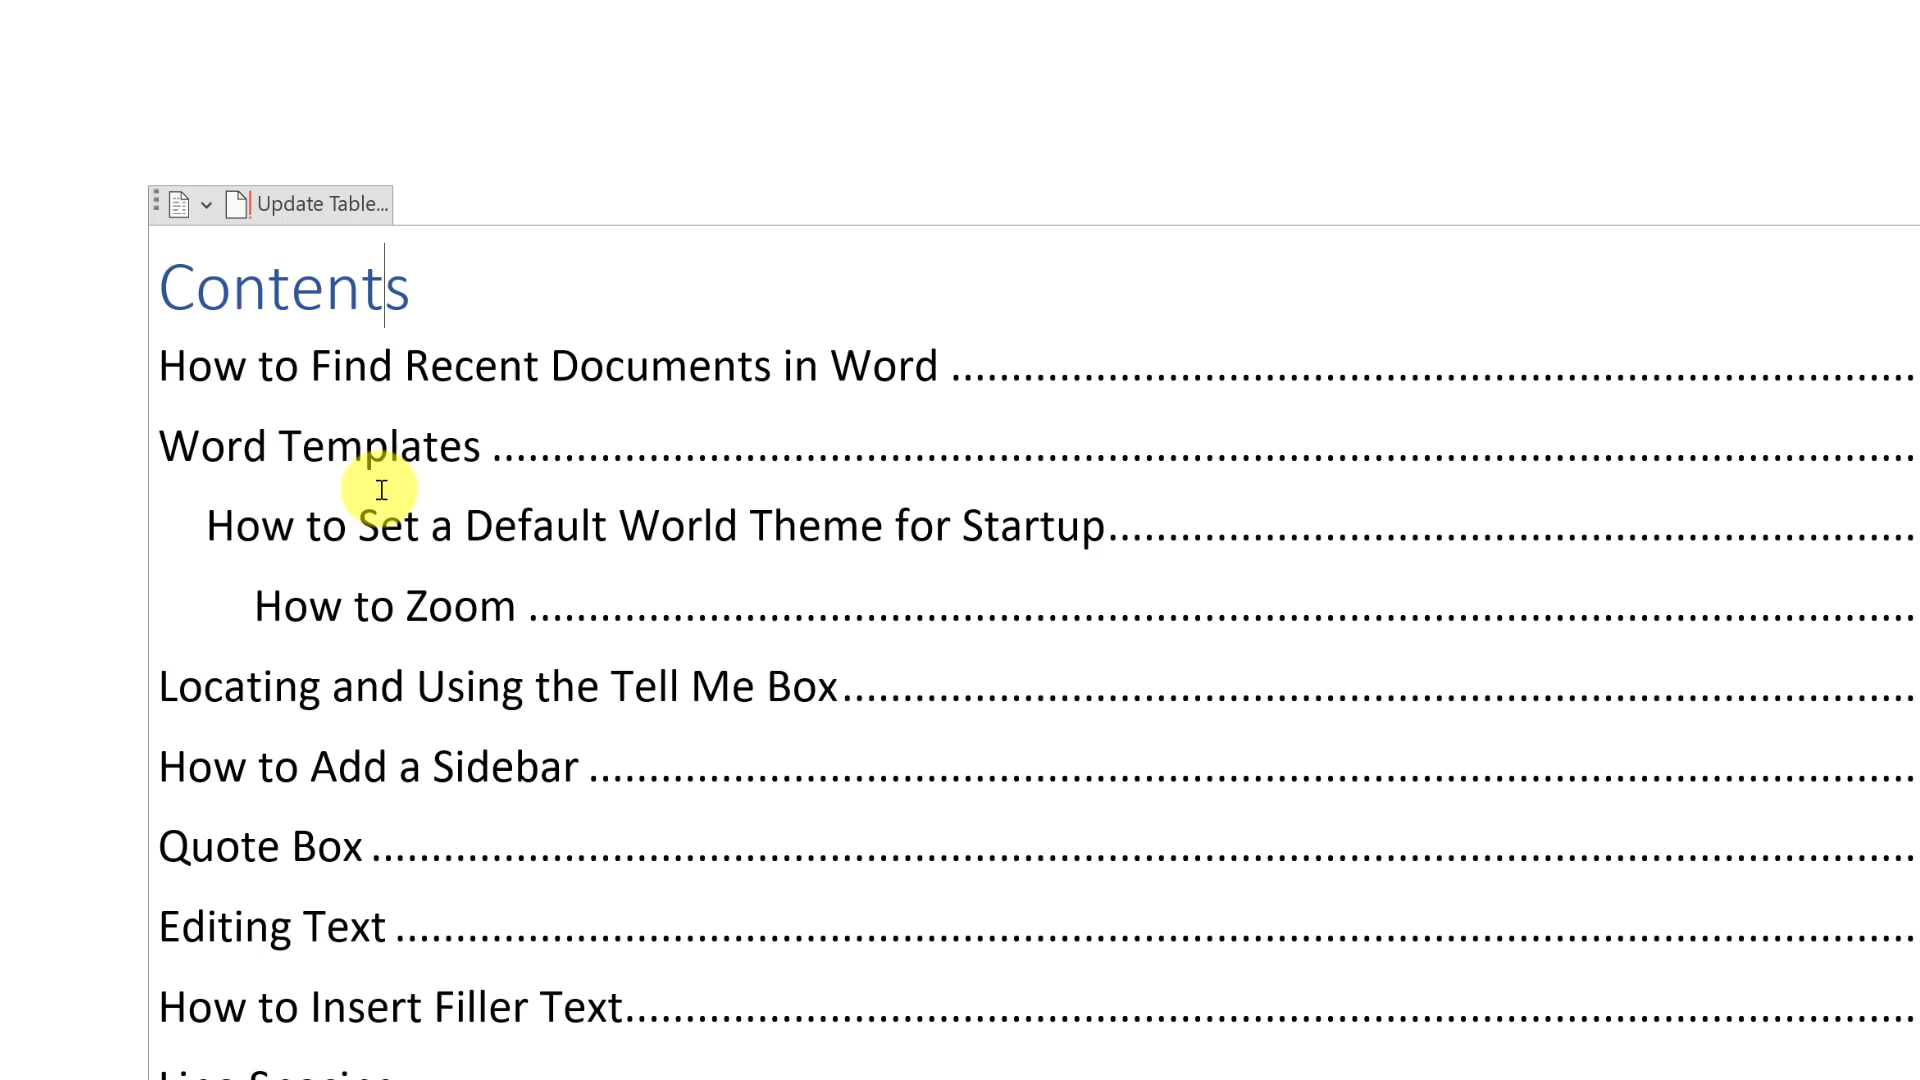 Update Table...
Contents
How to Find Recent Documents in Word ................................................................................
Word Templates ......................................................................................................................
How to Set a Default World Theme for Startup...................................................................
How to Zoom ...................................................................................................................
Locating and Using the Tell Me Box.........................................................................................
How to Add a Sidebar ..............................................................................................................
Quote Box ................................................................................................................................
Editing Text ..............................................................................................................................
How to Insert Filler Text...........................................................................................................
Line Spacing